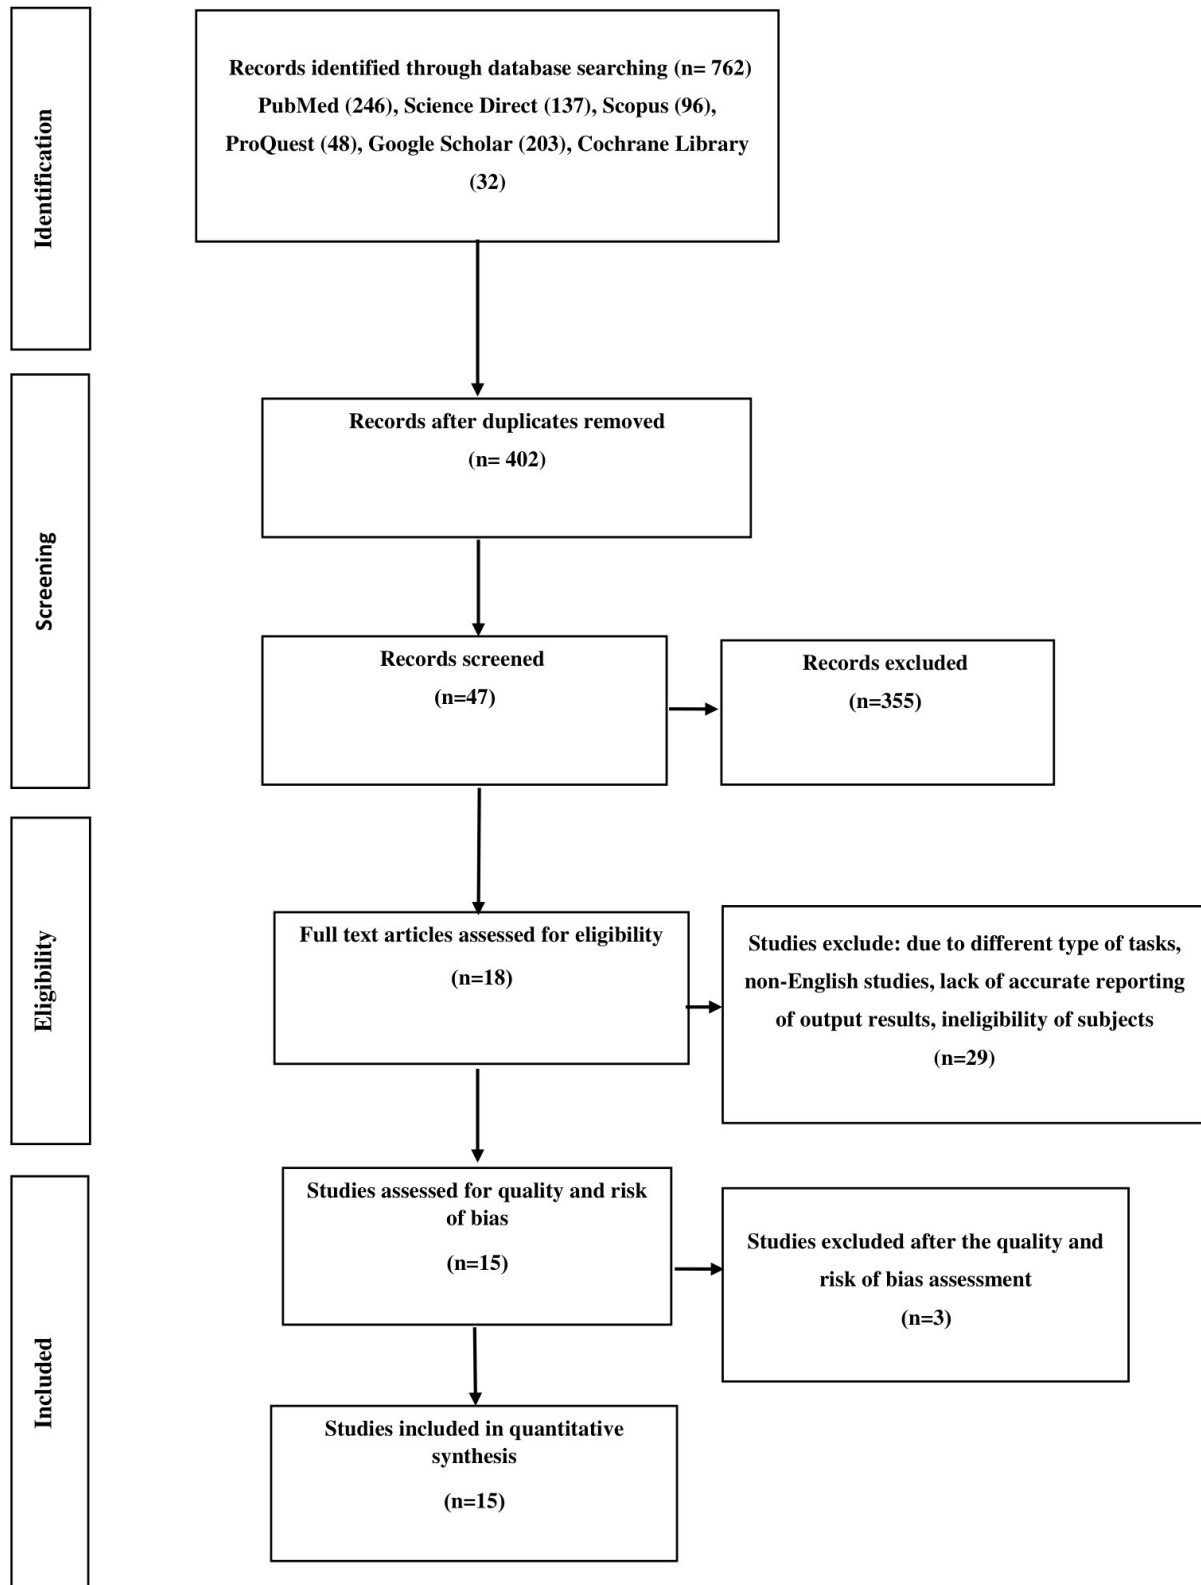 Identification
Records identified through database searching (n= 762)
PubMed (246), Science Direct (137), Scopus (96),
ProQuest (48), Google Scholar (203), Cochrane Library
(32)
Screening
Records after duplicates removed
(n= 402)
Records screened
(n=47)
Records excluded
(n=355)
Eligibility
Full text articles assessed for eligibility
(n=18)
Studies exclude: due to different type of tasks,
non-English studies, lack of accurate reporting
of output results, ineligibility of subjects
(n=29)
Included
Studies assessed for quality and risk
of bias
(n=15)
Studies excluded after the quality and
risk of bias assessment
(n=3)
Studies included in quantitative
synthesis
(n=15)